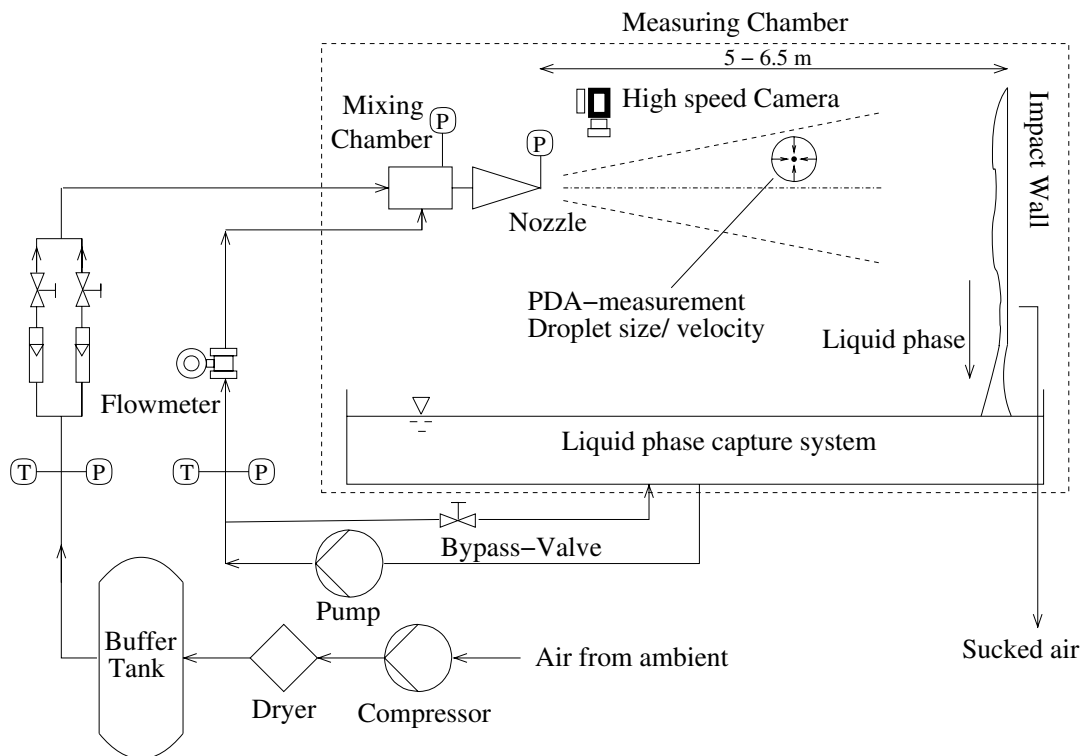 Measuring Chamber
5 − 6.5 m
Mixing
Chamber
P
P
High speed Camera
Impact Wall
Nozzle
PDA−measurement
Droplet size/ velocity
Liquid phase
Flowmeter
T
P
T
P
Liquid phase capture system
Bypass−Valve
Pump
Buffer
Tank
Dryer
Compressor
Air from ambient
Sucked air